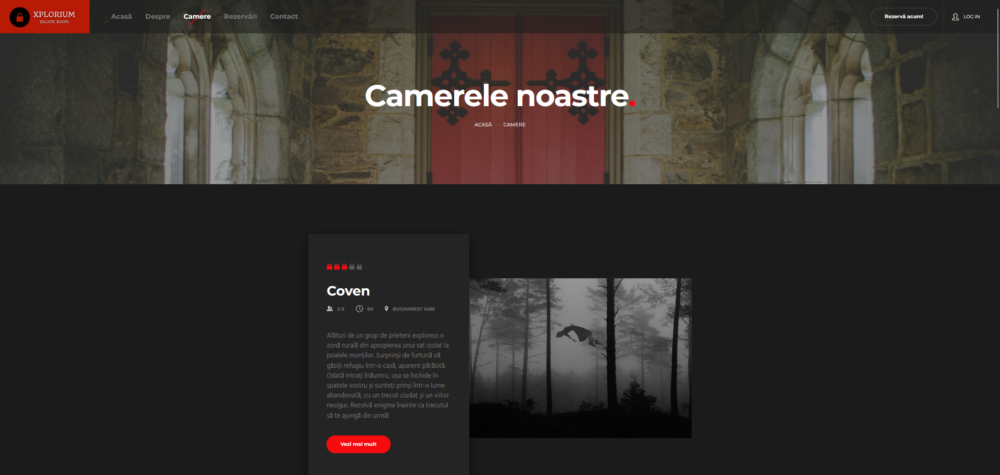 XPLORIUM
ESCAPE ROOM
Acasă
Despre
Camere
Rezervări
Contact
Rezervă acum!
LOG IN
Camerele noastre.
ACASĂ — CAMERE
Coven
2-5 60 BUCHAREST 1480
Alături de un grup de prieteni explorezi o
zonă rurală din apropierea unui sat izolat la
poalele munților. Surprinși de furtună vă
găsiți refugiu într-o casă, aparent părăsită.
Odată intrați înăuntru, ușa se închide în
spatele vostru și sunteți prinși într-o lume
abandonată, cu un trecut ciudat și un viitor
nesigur. Rezolvă enigma înainte ca trecutul
să te ajungă din urmă!
Vezi mai mult